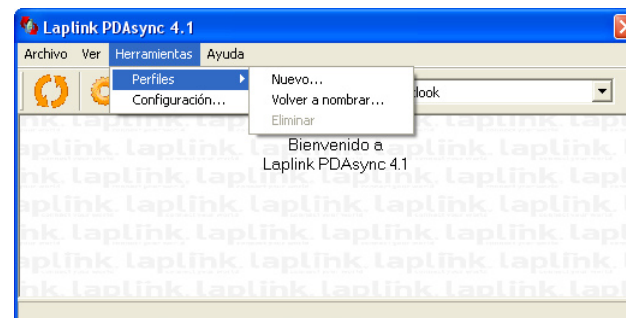 Laplink PDAsync 4.1
Archivo Ver Herramientas Ayuda
Perfiles
Configuración...
Nuevo...
Volver a nombrar...
Eliminar
Bienvenido a
Laplink PDAsync 4.1